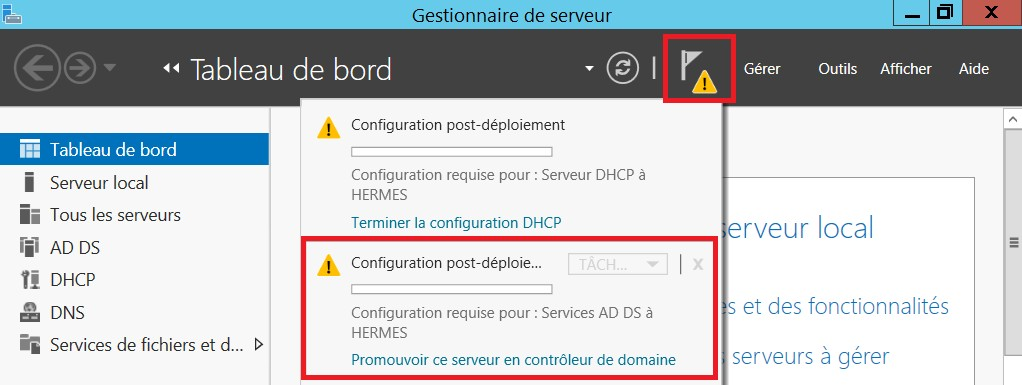 Gestionnaire de serveur
Tableau de bord
Gérer
Outils
Afficher
Aide
Tableau de bord
Serveur local
Tous les serveurs
AD DS
DHCP
DNS
Services de fichiers et d...
Configuration post-déploiement
Configuration requise pour : Serveur DHCP à
HERMES
Terminer la configuration DHCP
Configuration post-déploie...
TÂCH...
Configuration requise pour : Services AD DS à
HERMES
Promouvoir ce serveur en contrôleur de domaine
serveur local
es et des fonctionnalités
s serveurs à gérer